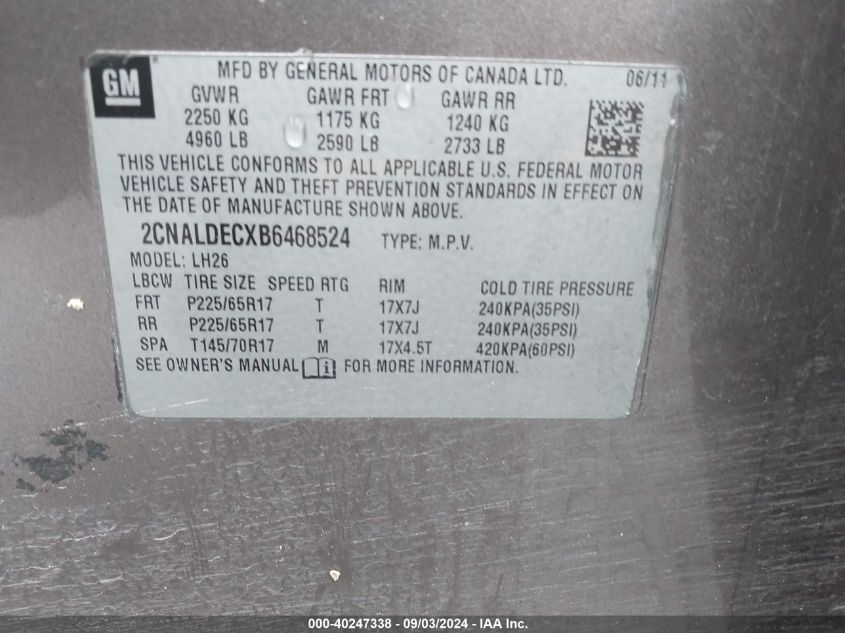 GM
MFD BY GENERAL MOTORS OF CANADA LTD. 06/11
GVWR GAWR FRT GAWR RR
2250 KG 1175 KG 1240 KG
4960 LB 2590 LB 2733 LB
THIS VEHICLE CONFORMS TO ALL APPLICABLE U.S. FEDERAL MOTOR
VEHICLE SAFETY AND THEFT PREVENTION STANDARDS IN EFFECT ON
THE DATE OF MANUFACTURE SHOWN ABOVE.
2CNALDECXB6468524 TYPE: M.P.V.
MODEL: LH26
LBCW TIRE SIZE SPEED RTG RIM COLD TIRE PRESSURE
FRT P225/65R17 T 17X7J 240KPA(35PSI)
RR P225/65R17 T 17X7J 240KPA(35PSI)
SPA T145/70R17 M 17X4.5T 420KPA(60PSI)
SEE OWNER'S MANUAL FOR MORE INFORMATION.
000-40247338 - 09/03/2024 - IAA Inc.